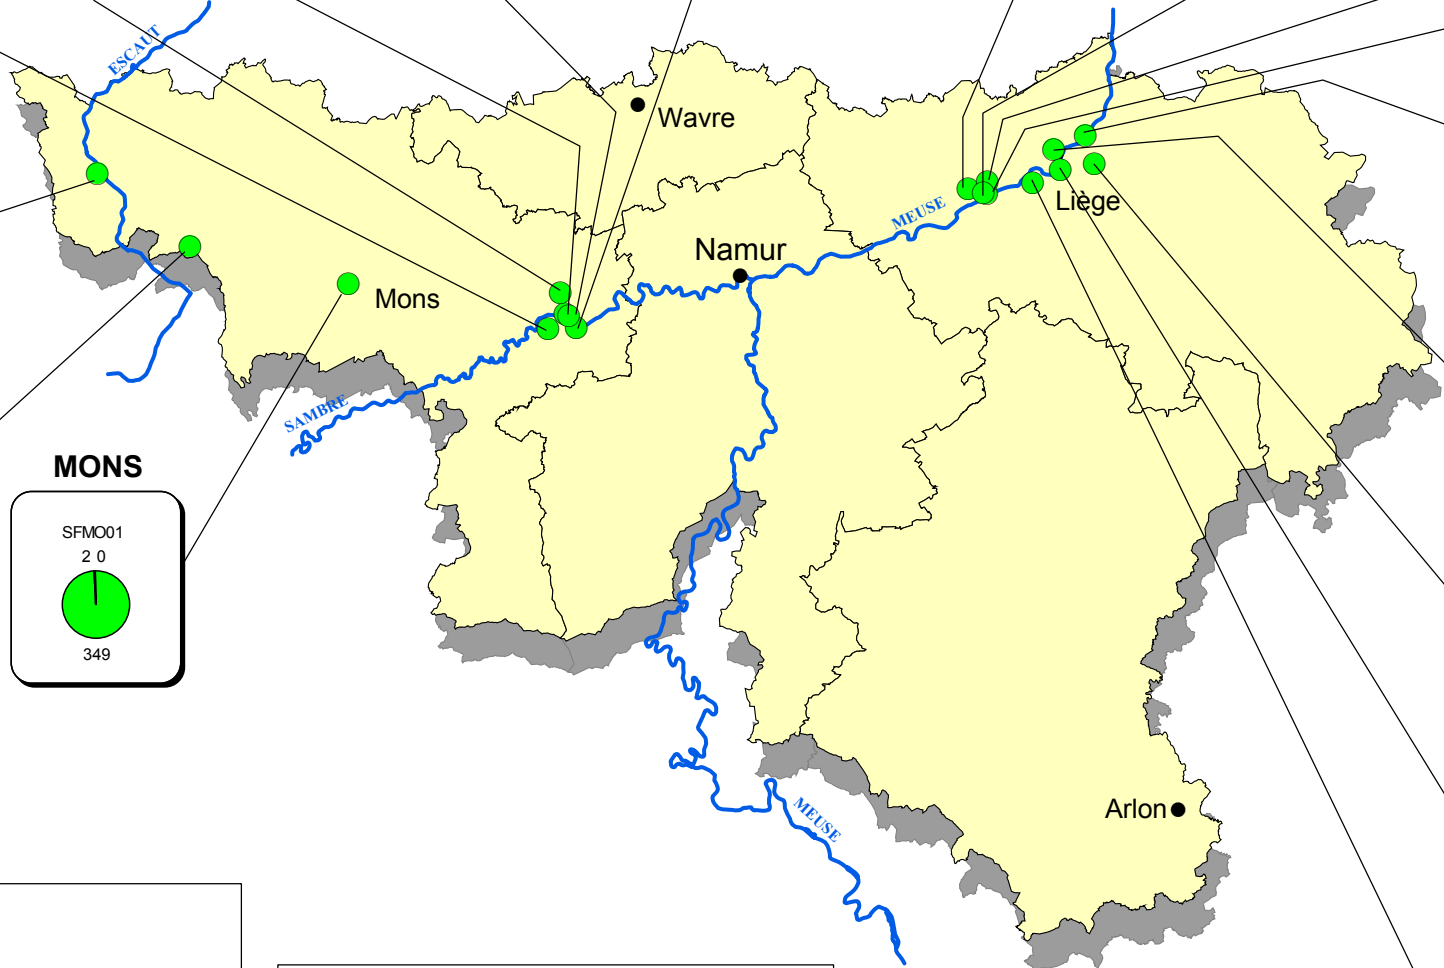 ESCAUT
Wavre
Liège
MEUSE
Namur
Mons
SAMBRE
MONS
SFMO01
2 0
349
Arlon
MEUSE